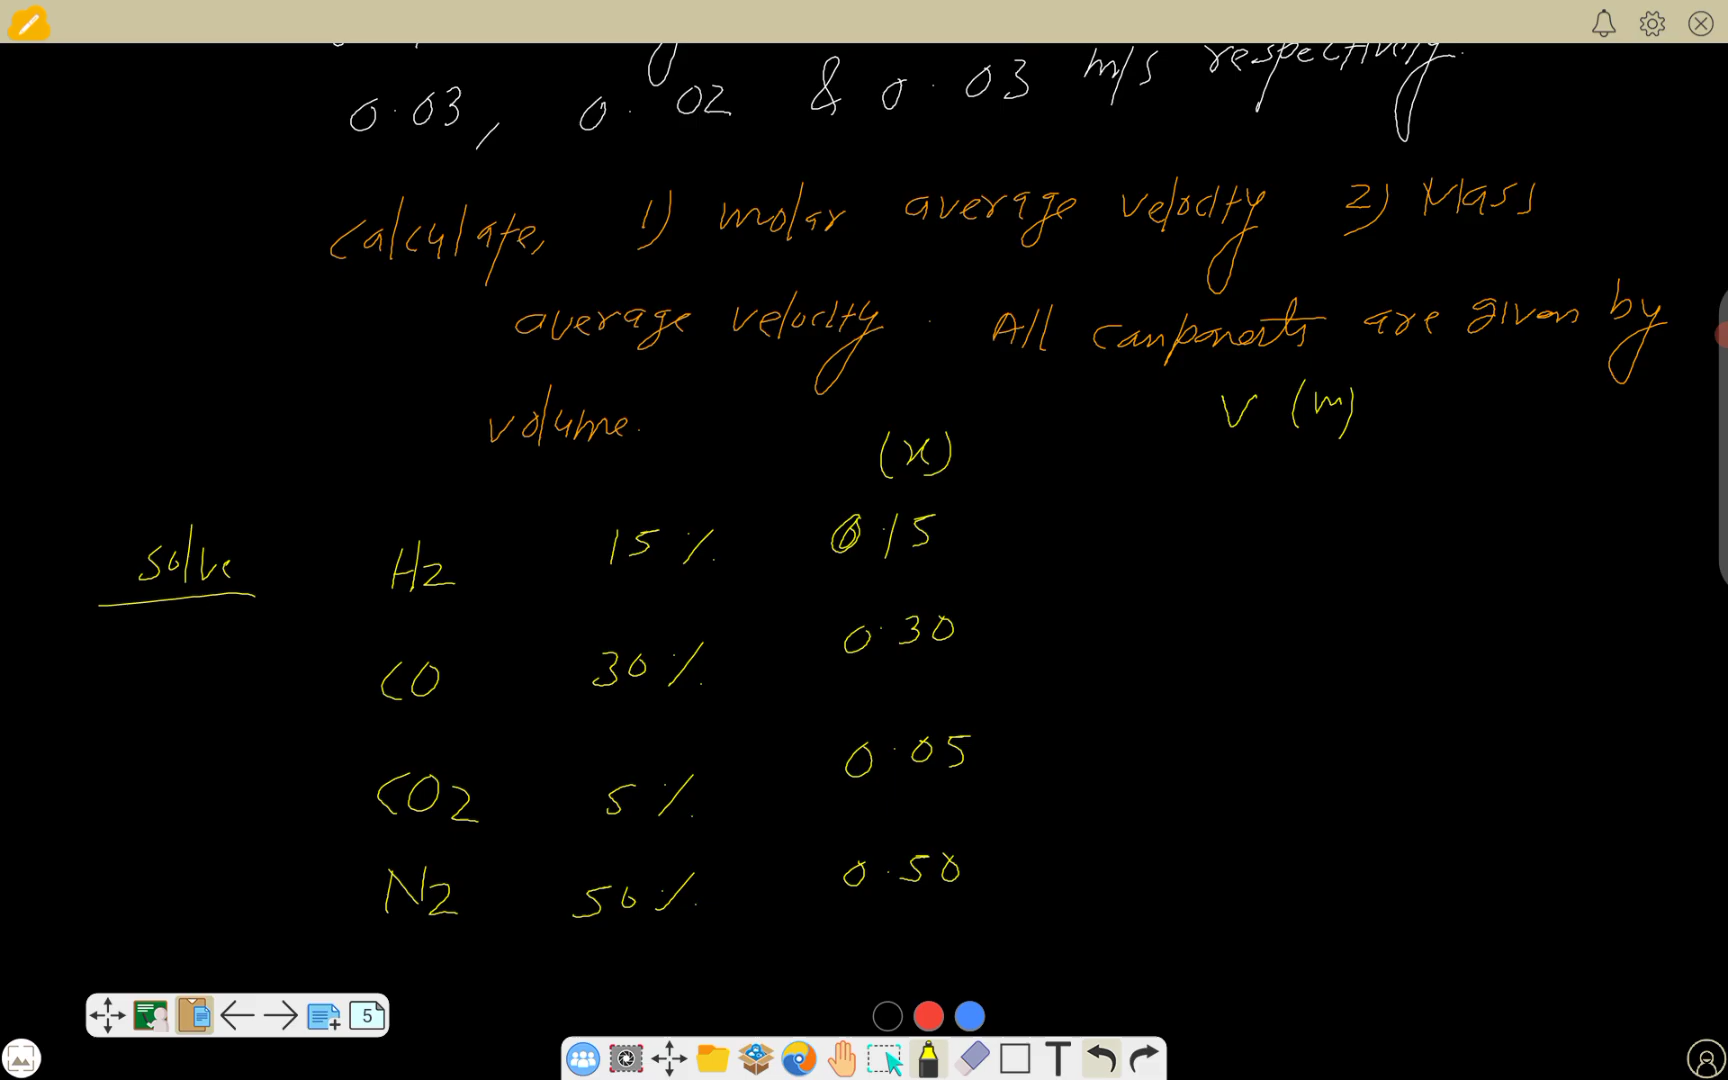 0.03, 0.02 & 0.03 m/s respectively.
calculate, 1) molar average velocity 2) Mass
average velocity. All components are given by
volume.
(x) V (m)
solve H2 15% 0.15
CO 30% 0.30
CO2 5% 0.05
N2 50% 0.50
5
T